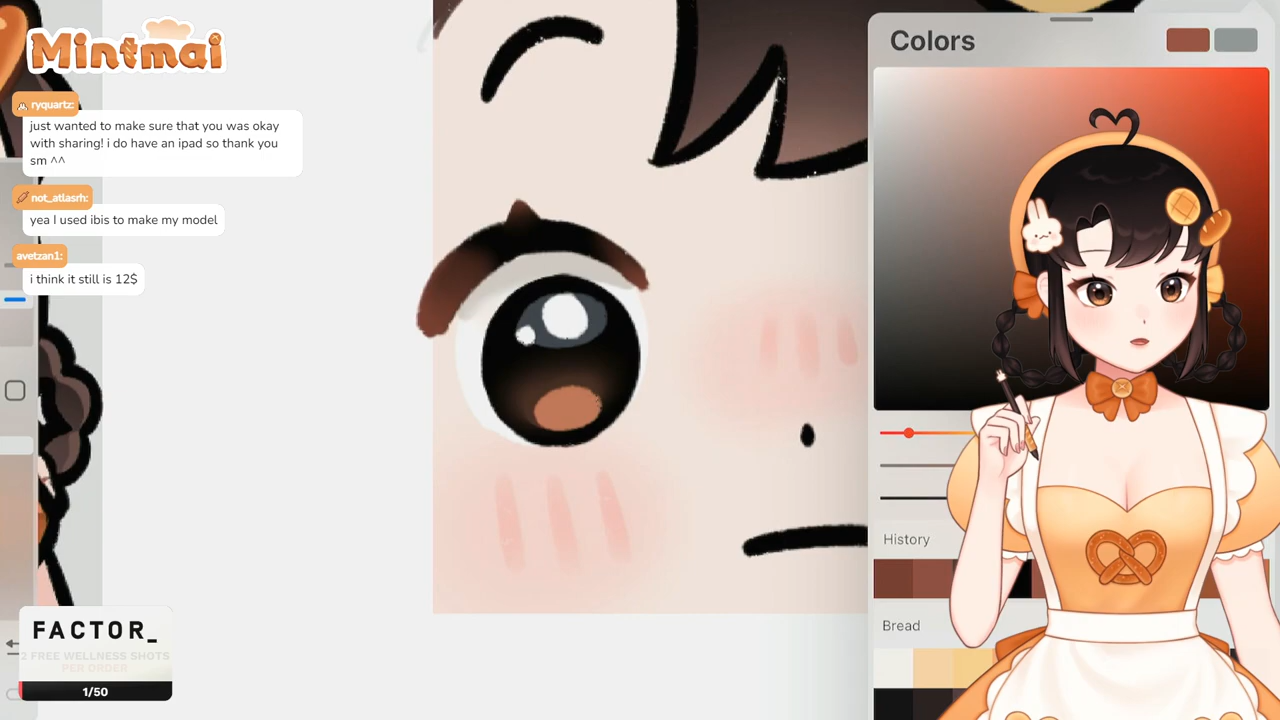 Mintmai
ryquartz:
just wanted to make sure that you was okay
with sharing! i do have an ipad so thank you
sm ^^
not_atlasrh:
yea I used ibis to make my model
avetzan1:
i think it still is 12$
FACTOR_
2 FREE WELLNESS SHOTS
PER ORDER
1/50
Colors
History
Bread